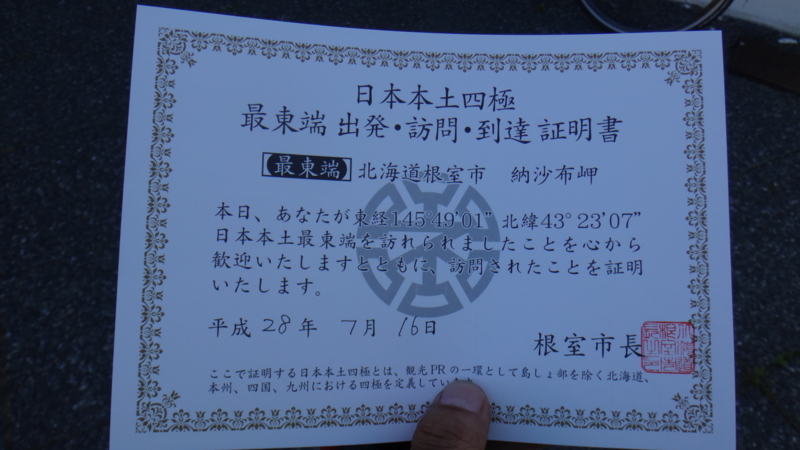 日本本土四極
最東端 出発・訪問・到達 証明書
【最東端】 北海道根室市 納沙布岬
本日、あなたが東経145°49'01" 北緯43°23'07"
日本本土最東端を訪れられましたことを心から
歓迎いたしますとともに、訪問されたことを証明
いたします。
平成 28 年 7 月 16 日
根室市長
ここで証明する日本本土四極とは、観光PRの一環として島しょ部を除く北海道、
本州、四国、九州における四極を定義してい